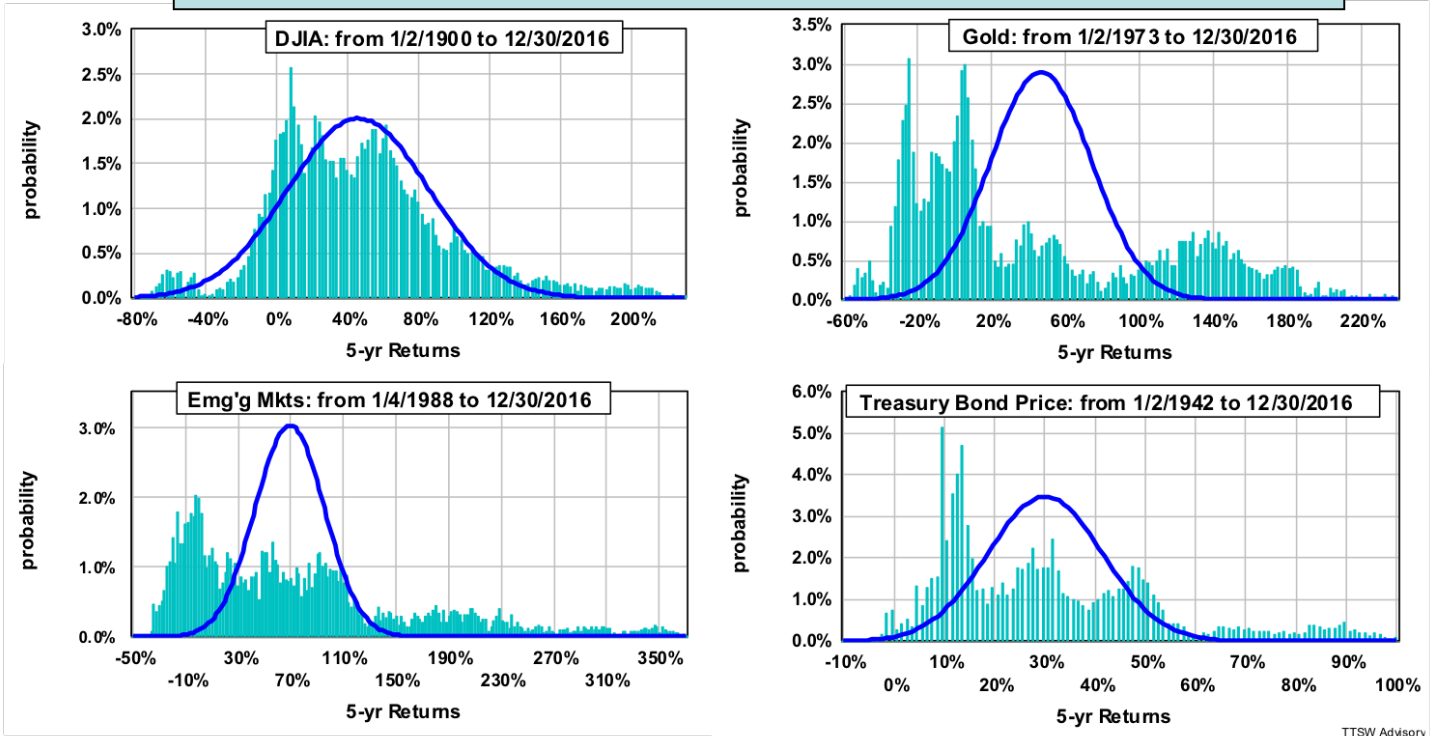 DJIA: from 1/2/1900 to 12/30/2016
3.0%
2.5%
2.0%
1.5%
1.0%
0.5%
0.0%
probability
-80% -40% 0% 40% 80% 120% 160% 200%
5-yr Returns
Gold: from 1/2/1973 to 12/30/2016
3.5%
3.0%
2.5%
2.0%
1.5%
1.0%
0.5%
0.0%
probability
-60% -20% 20% 60% 100% 140% 180% 220%
5-yr Returns
Emg'g Mkts: from 1/4/1988 to 12/30/2016
3.0%
2.0%
1.0%
0.0%
probability
-50% 30% 110% 190% 270% 350%
-10% 70% 150% 230% 310%
5-yr Returns
Treasury Bond Price: from 1/2/1942 to 12/30/2016
6.0%
5.0%
4.0%
3.0%
2.0%
1.0%
0.0%
probability
-10% 10% 30% 50% 70% 90%
0% 20% 40% 60% 80% 100%
5-yr Returns
TTSW Advisory